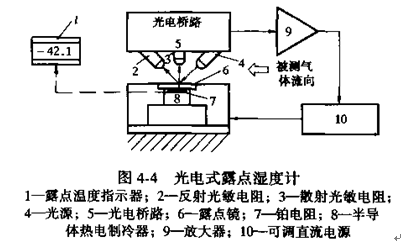 1
-42.1
光电桥路
5
2
3
4
6
7
8
9
10
被测气
体流向
图 4-4 光电式露点湿度计
1—露点温度指示器；2—反射光敏电阻；3—散射光敏电阻；
4—光源；5—光电桥路；6—露点镜；7—铂电阻；8—半导
体热电制冷器；9—放大器；10—可调直流电源